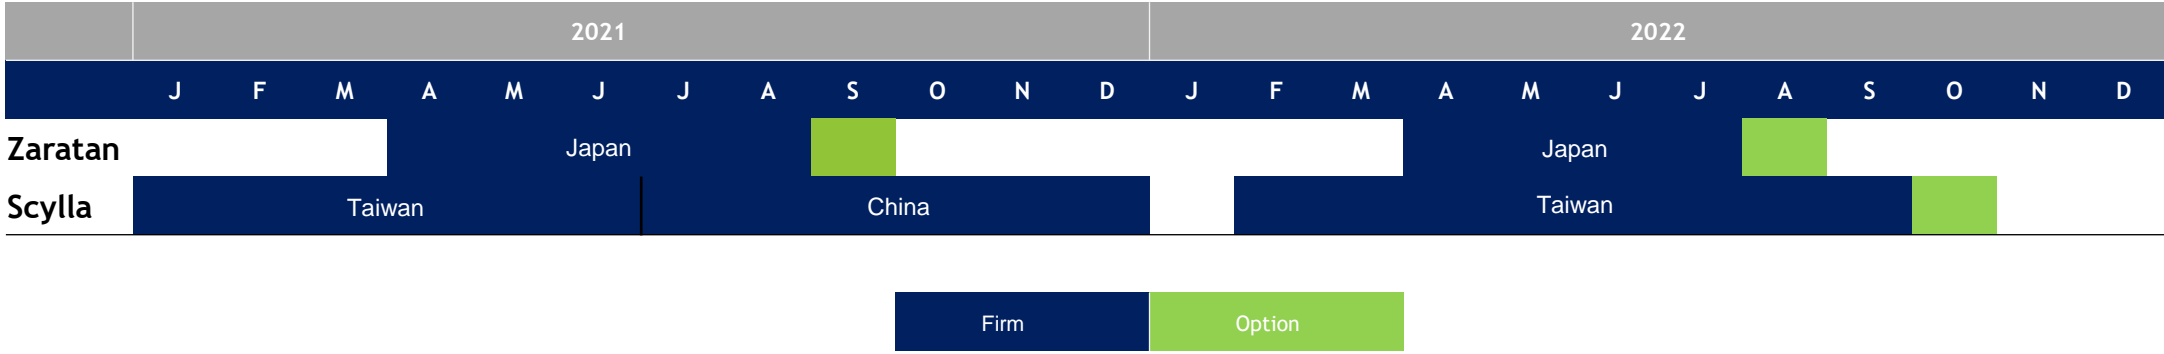 2021 2022
J F M A M J J A S O N D J F M A M J J A S O N D
Zaratan Japan Japan
Scylla Taiwan China Taiwan
Firm Option